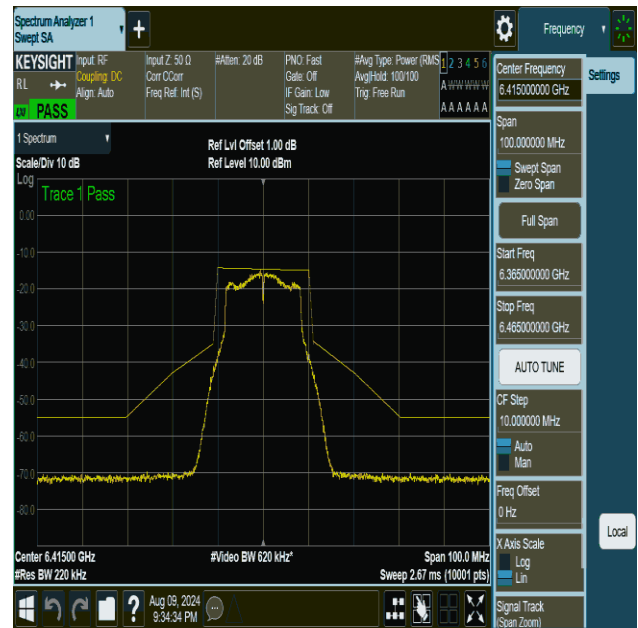 Spectrum Analyzer 1
Swept SA
+
Frequency
KEYSIGHT
RL
PASS
Input: RF
Coupling: DC
Align: Auto
Input Z: 50 Ω
Corr CCorr
Freq Ref: Int (S)
#Atten: 20 dB
PNO: Fast
Gate: Off
IF Gain: Low
Sig Track: Off
#Avg Type: Power (RMS
Avg|Hold: 100/100
Trig: Free Run
1 2 3 4 5 6
A W W W W W
A A A A A A
Center Frequency
6.415000000 GHz
Settings
Span
100.000000 MHz
Swept Span
Zero Span
Full Span
Start Freq
6.365000000 GHz
Stop Freq
6.465000000 GHz
AUTO TUNE
CF Step
10.000000 MHz
Auto
Man
Freq Offset
0 Hz
X Axis Scale
Log
Lin
Local
Signal Track
(Span Zoom)
1 Spectrum
Scale/Div 10 dB
Ref Lvl Offset 1.00 dB
Ref Level 10.00 dBm
Log
Trace 1 Pass
0.00
-10.0
-20.0
-30.0
-40.0
-50.0
-60.0
-70.0
-80.0
Center 6.41500 GHz
#Video BW 620 kHz*
Span 100.0 MHz
#Res BW 220 kHz
Sweep 2.67 ms (10001 pts)
?
Aug 09, 2024
9:34:34 PM